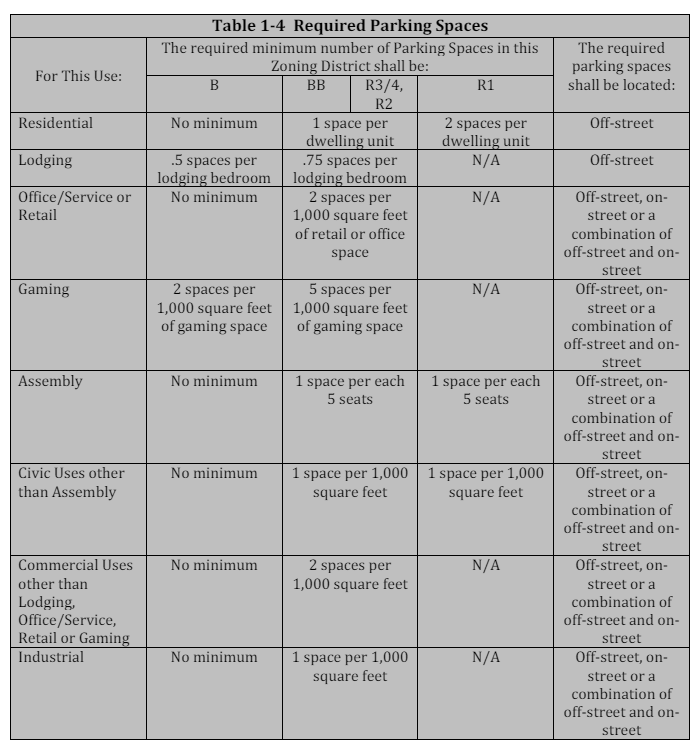 Table 1-4 Required Parking Spaces
For This Use:
The required minimum number of Parking Spaces in this
Zoning District shall be:
The required
parking spaces
shall be located:
B
BB
R3/4,
R2
R1
Residential
No minimum
1 space per
dwelling unit
2 spaces per
dwelling unit
Off-street
Lodging
.5 spaces per
lodging bedroom
.75 spaces per
lodging bedroom
N/A
Off-street
Office/Service or
Retail
No minimum
2 spaces per
1,000 square feet
of retail or office
space
N/A
Off-street, on-
street or a
combination of
off-street and on-
street
Gaming
2 spaces per
1,000 square feet
of gaming space
5 spaces per
1,000 square feet
of gaming space
N/A
Off-street, on-
street or a
combination of
off-street and on-
street
Assembly
No minimum
1 space per each
5 seats
1 space per each
5 seats
Off-street, on-
street or a
combination of
off-street and on-
street
Civic Uses other
than Assembly
No minimum
1 space per 1,000
square feet
1 space per 1,000
square feet
Off-street, on-
street or a
combination of
off-street and on-
street
Commercial Uses
other than
Lodging,
Office/Service,
Retail or Gaming
No minimum
2 spaces per
1,000 square feet
N/A
Off-street, on-
street or a
combination of
off-street and on-
street
Industrial
No minimum
1 space per 1,000
square feet
N/A
Off-street, on-
street or a
combination of
off-street and on-
street